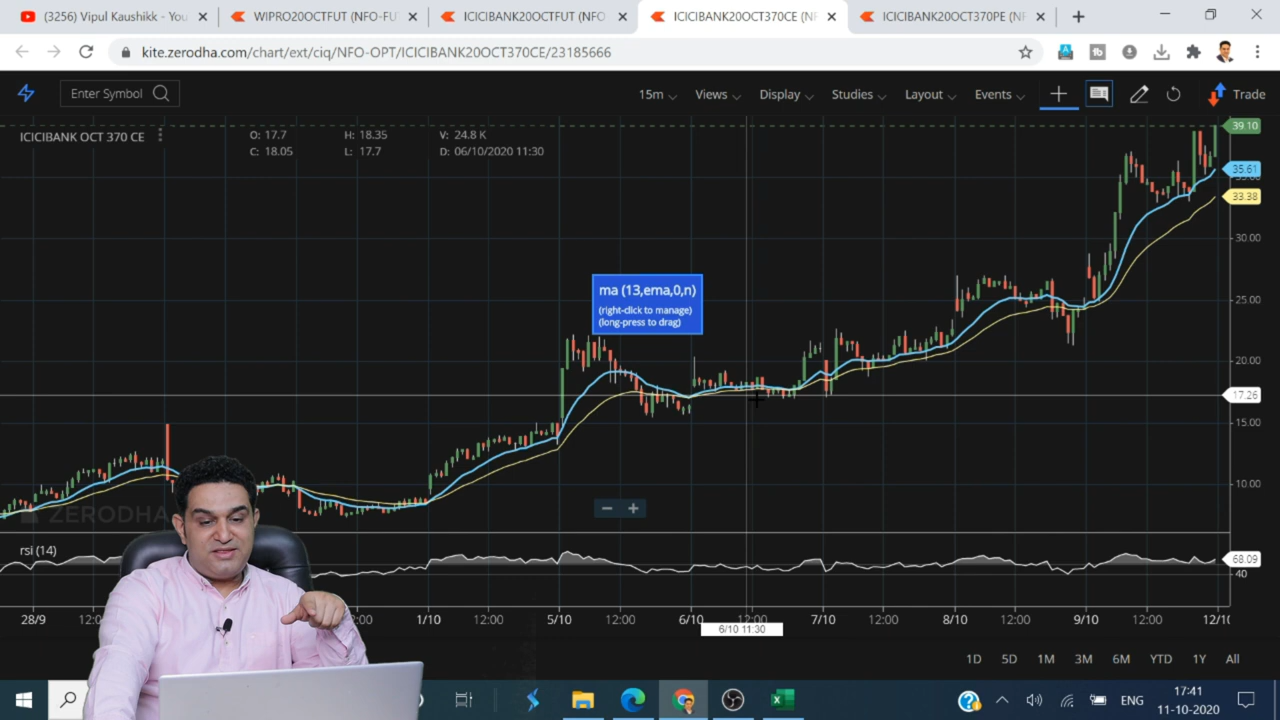 (3256) Vipul Kaushikk - You
WIPRO20OCTFUT (NFO-FU
ICICIBANK20OCTFUT (NFO
ICICIBANK20OCT370CE (NF
ICICIBANK20OCT370PE (NF
kite.zerodha.com/chart/ext/ciq/NFO-OPT/ICICIBANK20OCT370CE/23185666
Enter Symbol
15m
Views
Display
Studies
Layout
Events
Trade
ICICIBANK OCT 370 CE
O: 17.7
H: 18.35
V: 24.8 K
C: 18.05
L: 17.7
D: 06/10/2020 11:30
39.10
35.61
33.38
30.00
25.00
20.00
17.26
15.00
10.00
ma (13,ema,0,n)
(right-click to manage)
(long-press to drag)
ZERODHA
rsi (14)
68.09
40
28/9
1/10
12:00
5/10
12:00
6/10
12:00
7/10
12:00
8/10
12:00
9/10
12:00
6/10 11:30
1D
5D
1M
3M
6M
YTD
1Y
All
ENG
17:41
11-10-2020